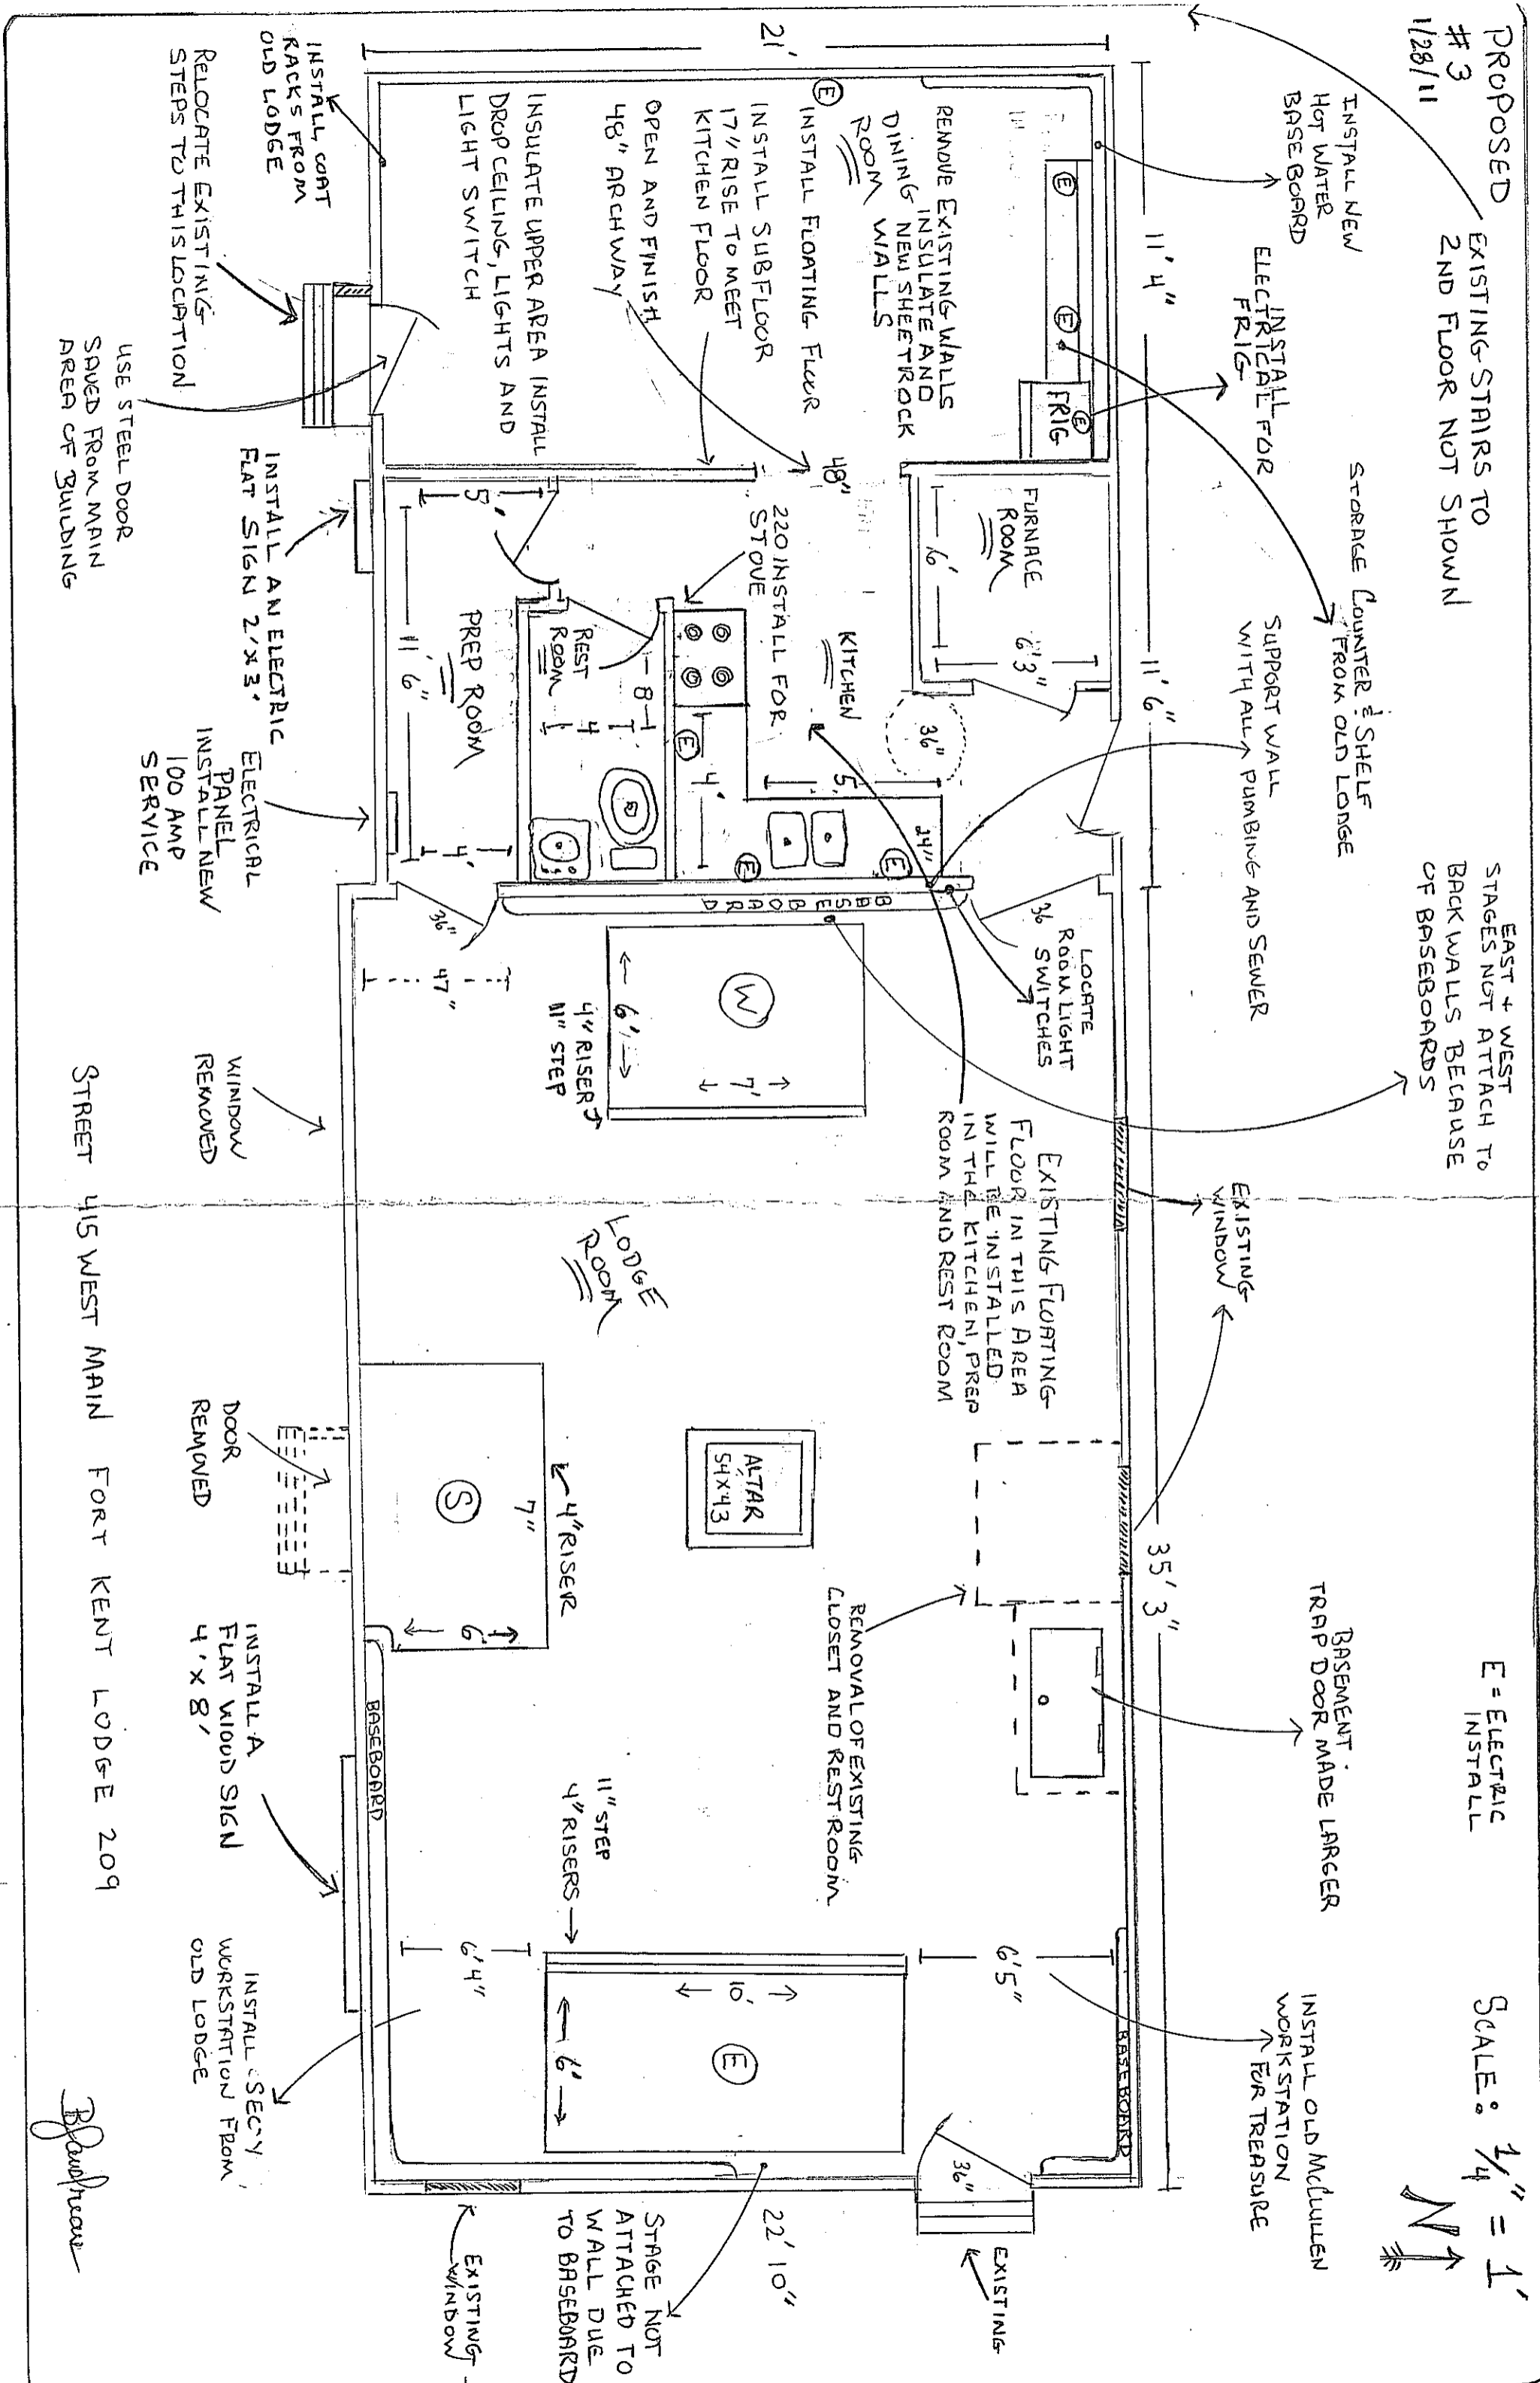 PROPOSED
#3
1/28/11
EXISTING STAIRS TO
2ND FLOOR NOT SHOWN
EAST + WEST
STAGES NOT ATTACH TO
BACK WALLS BECAUSE
OF BASEBOARDS
E = ELECTRIC
INSTALL
SCALE: 1/4" = 1'
N
INSTALL NEW
HOT WATER
BASEBOARD
INSTALL
ELECTRICAL FOR
FRIG
STORAGE COUNTER & SHELF
FROM OLD LODGE
SUPPORT WALL
WITH ALL PUMBING AND SEWER
EXISTING
WINDOW
BASEMENT
TRAP DOOR MADE LARGER
INSTALL OLD McCLULLEN
WORKSTATION
FOR TREASURE
11' 4"
11' 6"
35' 3"
21'
E
E
FRIG
E
REMOVE EXISTING WALLS
INSULATE AND
DINING NEW SHEETROCK
ROOM WALLS
E
INSTALL FLOATING FLOOR
INSTALL SUBFLOOR
17" RISE TO MEET
KITCHEN FLOOR
OPEN AND FINISH
48" ARCHWAY
INSULATE UPPER AREA INSTALL
DROP CEILING, LIGHTS AND
LIGHT SWITCH
48"
FURNACE
ROOM
6'
6'3"
36"
KITCHEN
220 INSTALL FOR
STOVE
5'
4'
24"
E
E
E
REST
ROOM
8
4
PREP ROOM
5'
11' 6"
4'
36"
47"
BASEBOARD
36
LOCATE
ROOM LIGHT
SWITCHES
W
6'
7'
4" RISER
11" STEP
EXISTING FLOATING
FLOOR IN THIS AREA
WILL BE INSTALLED
IN THE KITCHEN, PREP
ROOM AND REST ROOM
LODGE
ROOM
ALTAR
54X43
REMOVAL OF EXISTING
CLOSET AND RESTROOM
S
7"
4" RISER
6'
BASEBOARD
11" STEP
4" RISERS
6'4"
6'5"
10'
6'
E
BASEBOARD
36"
22' 10"
EXISTING
STAGE NOT
ATTACHED TO
WALL DUE
TO BASEBOARD
EXISTING
WINDOW
INSTALL COAT
RACKS FROM
OLD LODGE
RELOCATE EXISTING
STEPS TO THIS LOCATION
USE STEEL DOOR
SAVED FROM MAIN
AREA OF BUILDING
INSTALL AN ELECTRIC
FLAT SIGN 2'X3'
ELECTRICAL
PANEL
INSTALL NEW
100 AMP
SERVICE
WINDOW
REMOVED
DOOR
REMOVED
INSTALL A
FLAT WOOD SIGN
4' X 8'
INSTALL SECY
WORKSTATION FROM
OLD LODGE
STREET 415 WEST MAIN FORT KENT LODGE 209